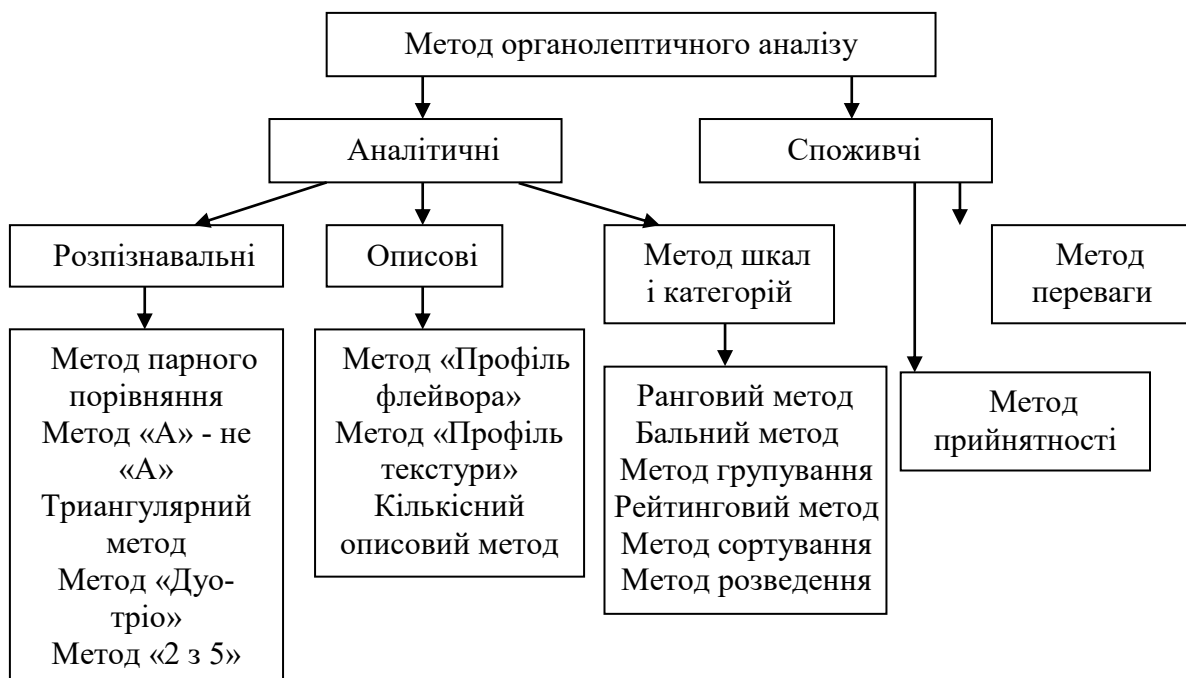 Метод органолептичного аналізу
Аналітичні
Споживчі
Розпізнавальні
Описові
Метод шкал
і категорій
Метод
переваги
Метод парного
порівняння
Метод «А» - не
«А»
Триангулярний
метод
Метод «Дуо-
тріо»
Метод «2 з 5»
Метод «Профіль
флейвора»
Метод «Профіль
текстури»
Кількісний
описовий метод
Ранговий метод
Бальний метод
Метод групування
Рейтинговий метод
Метод сортування
Метод розведення
Метод
прийнятності